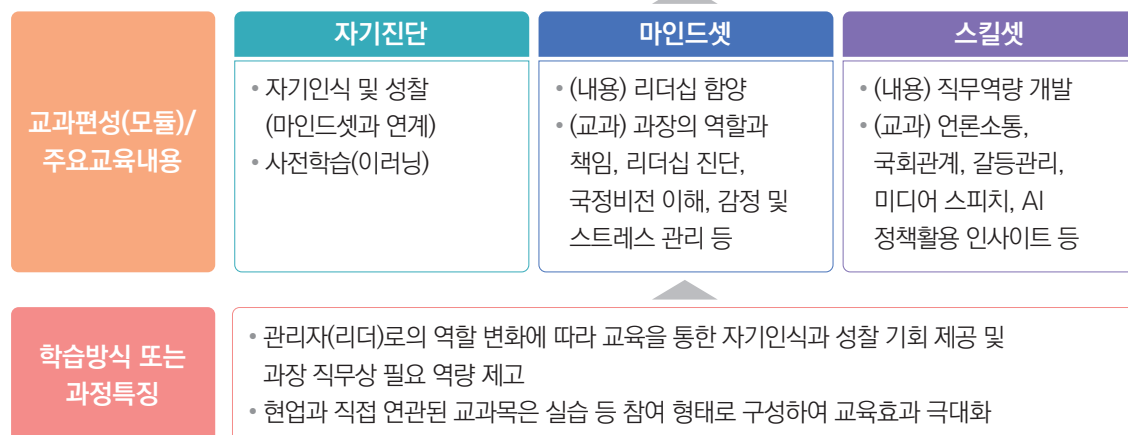 교과편성(모듈)/
주요교육내용
자기진단
• 자기인식 및 성찰
(마인드셋과 연계)
• 사전학습(이러닝)
마인드셋
• (내용) 리더십 함양
• (교과) 과장의 역할과
책임, 리더십 진단,
국정비전 이해, 감정 및
스트레스 관리 등
스킬셋
• (내용) 직무역량 개발
• (교과) 언론소통,
국회관계, 갈등관리,
미디어 스피치, AI
정책활용 인사이트 등
학습방식 또는
과정특징
• 관리자(리더)로의 역할 변화에 따라 교육을 통한 자기인식과 성찰 기회 제공 및
과장 직무상 필요 역량 제고
• 현업과 직접 연관된 교과목은 실습 등 참여 형태로 구성하여 교육효과 극대화